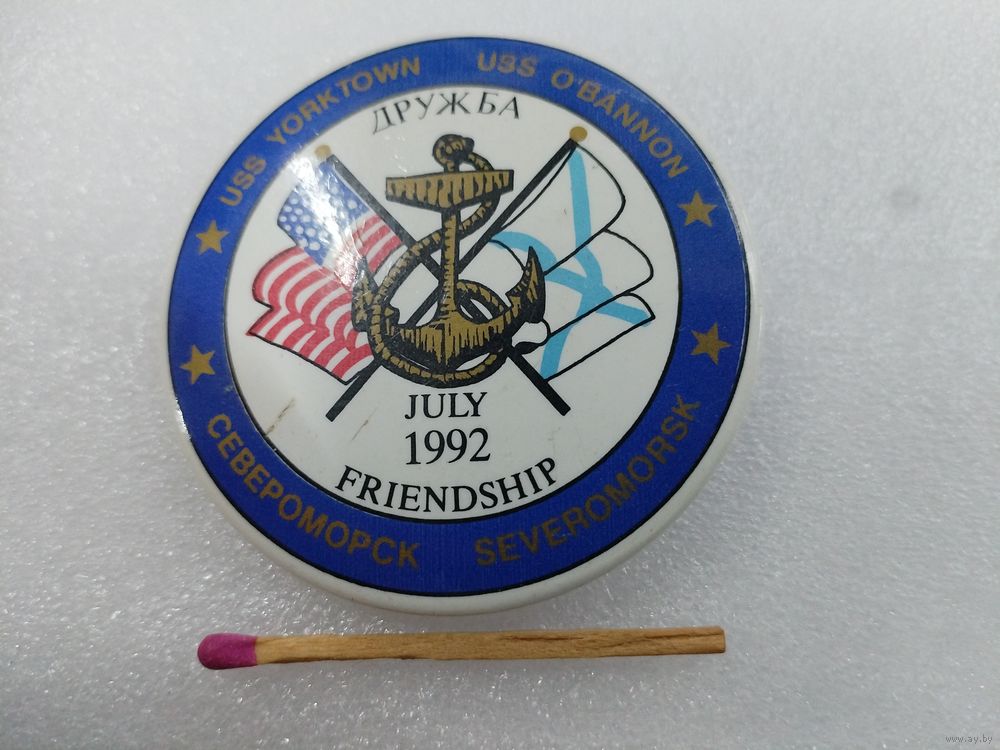 USS YORKTOWN
USS O'BANNON
ДРУЖБА
JULY
1992
FRIENDSHIP
СЕВЕРОМОРСК
SEVEROMORSK
www.ay.by